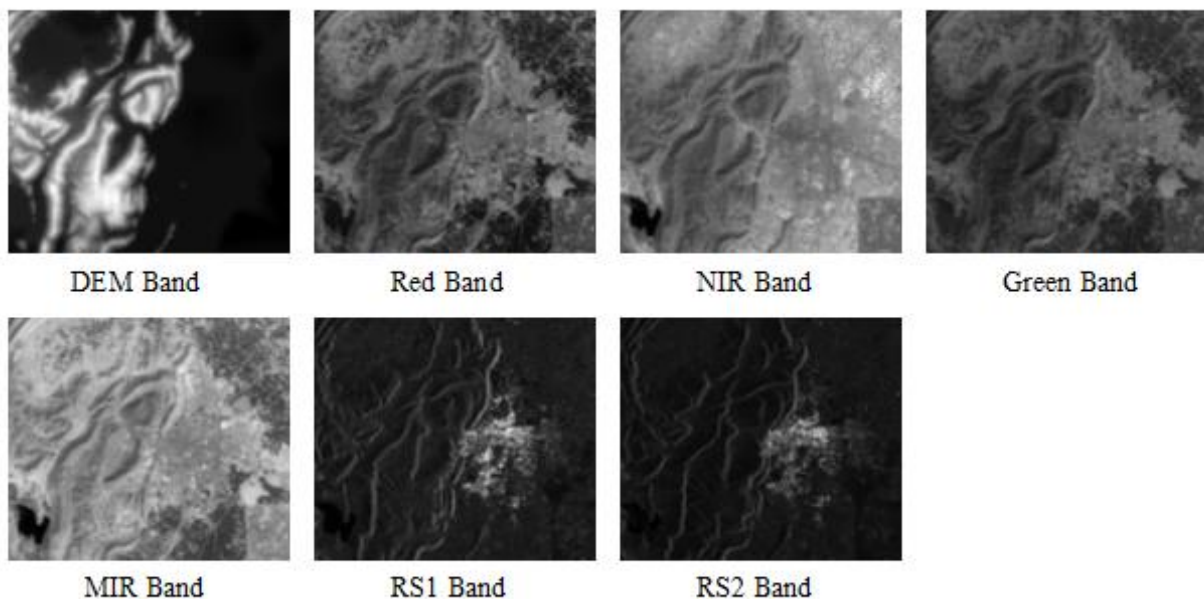 DEM Band
Red Band
NIR Band
Green Band
MIR Band
RS1 Band
RS2 Band